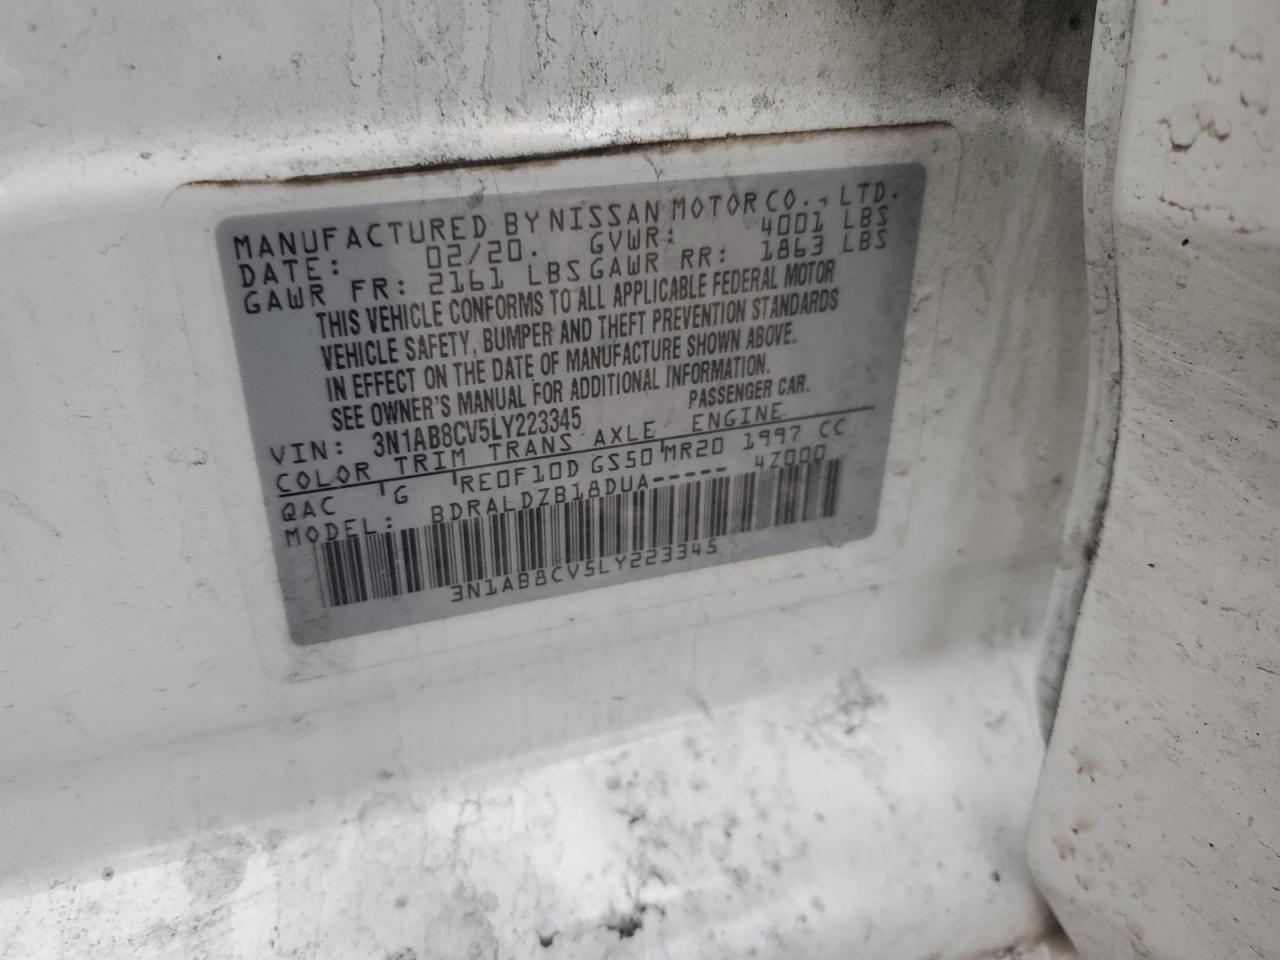 MANUFACTURED BY NISSAN MOTOR CO., LTD.
DATE: 02/20. GVWR: 4001 LBS
GAWR FR: 2161 LBS GAWR RR: 1863 LBS
THIS VEHICLE CONFORMS TO ALL APPLICABLE FEDERAL MOTOR
VEHICLE SAFETY, BUMPER AND THEFT PREVENTION STANDARDS
IN EFFECT ON THE DATE OF MANUFACTURE SHOWN ABOVE.
SEE OWNER'S MANUAL FOR ADDITIONAL INFORMATION.
VIN: 3N1AB8CV5LY223345 PASSENGER CAR.
COLOR TRIM TRANS AXLE ENGINE
QAC G RE0F10D GS50 MR20 1997 CC
MODEL: BDRALDZB18DUA----- 4Z000
3N1AB8CV5LY223345